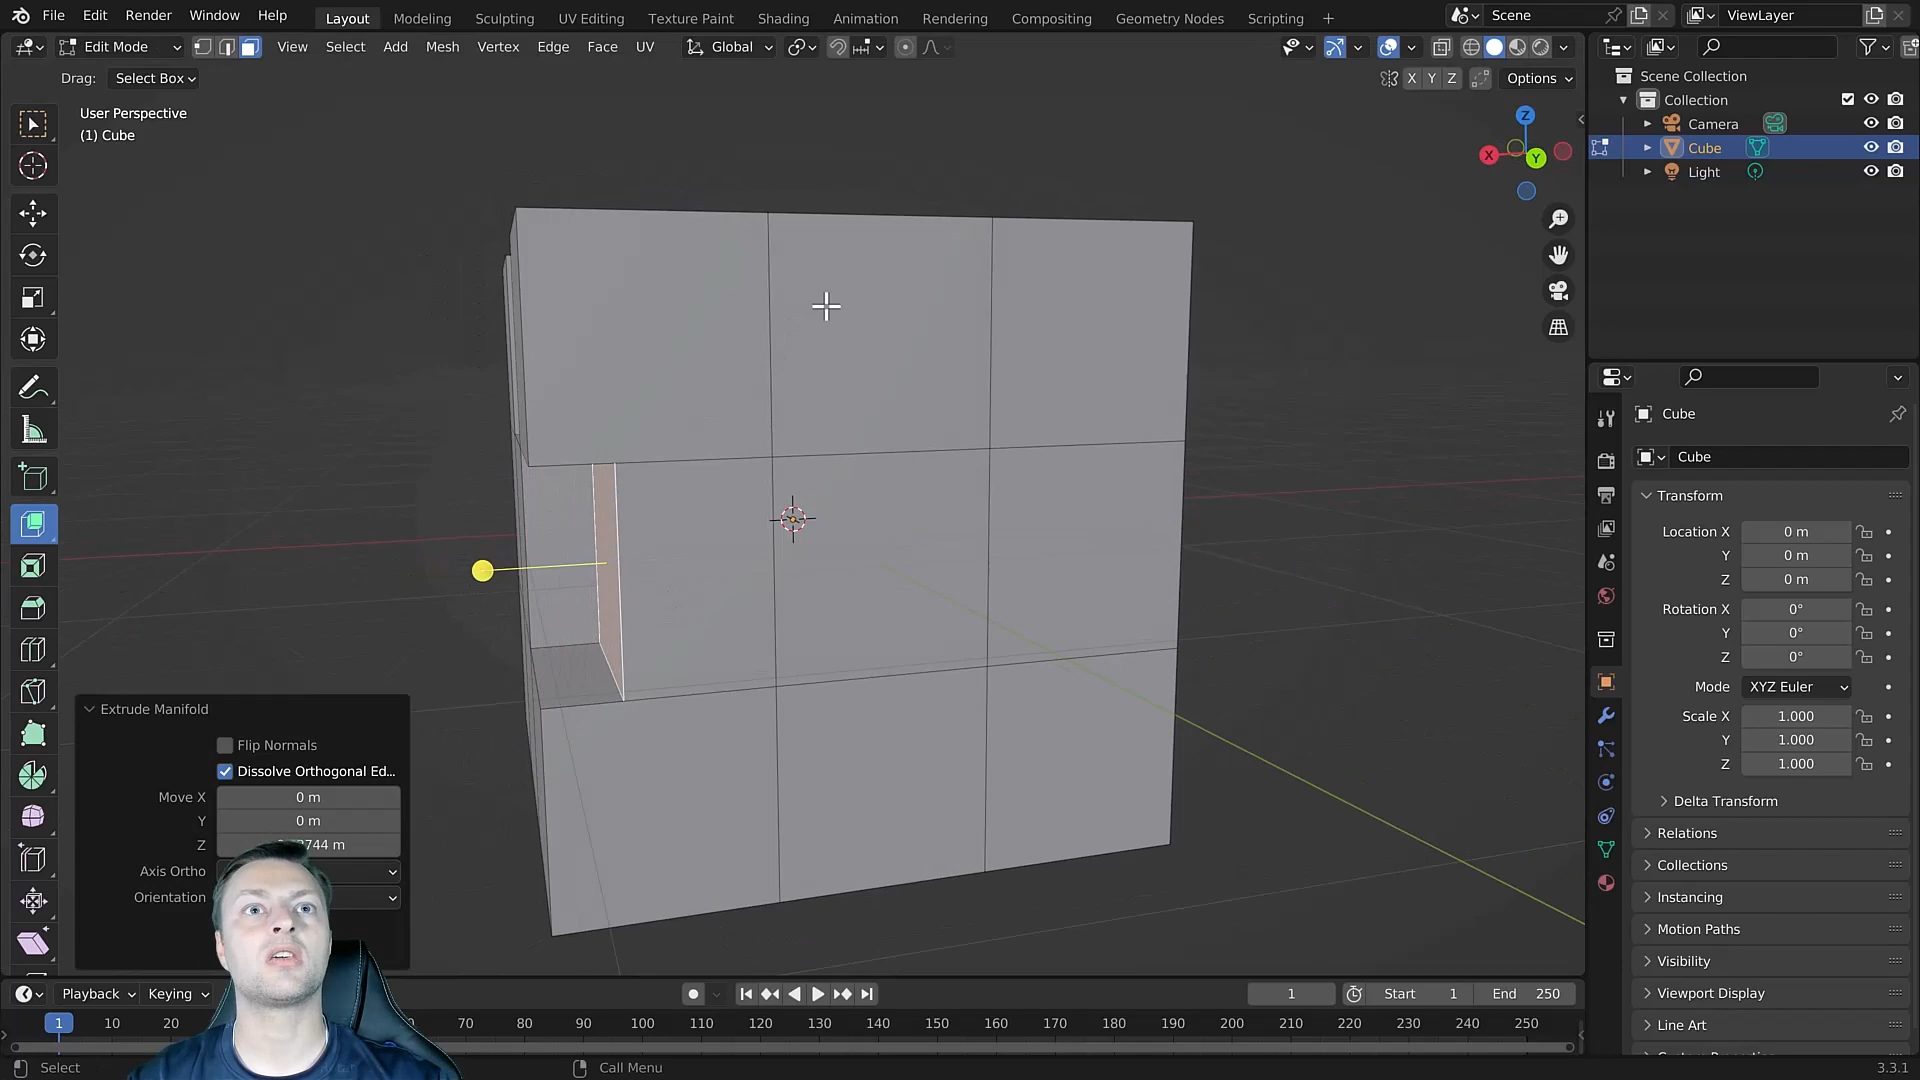 File Edit Render Window Help Layout Modeling Sculpting UV Editing Texture Paint Shading Animation Rendering Compositing Geometry Nodes Scripting + Scene ViewLayer
Edit Mode View Select Add Mesh Vertex Edge Face UV Global
Drag: Select Box X Y Z Options
User Perspective
(1) Cube
Z
X
Y
Scene Collection
Collection
Camera
Cube
Light
Cube
Cube
Transform
Location X 0 m
Y 0 m
Z 0 m
Rotation X 0°
Y 0°
Z 0°
Mode XYZ Euler
Scale X 1.000
Y 1.000
Z 1.000
Delta Transform
Relations
Collections
Instancing
Motion Paths
Visibility
Viewport Display
Line Art
Extrude Manifold
Flip Normals
Dissolve Orthogonal Ed...
Move X 0 m
Y 0 m
Z 744 m
Axis Ortho
Orientation
Playback Keying 1 Start 1 End 250
1 10 20 70 80 90 100 110 120 130 140 150 160 170 180 190 200 210 220 230 240 250
Select Call Menu 3.3.1